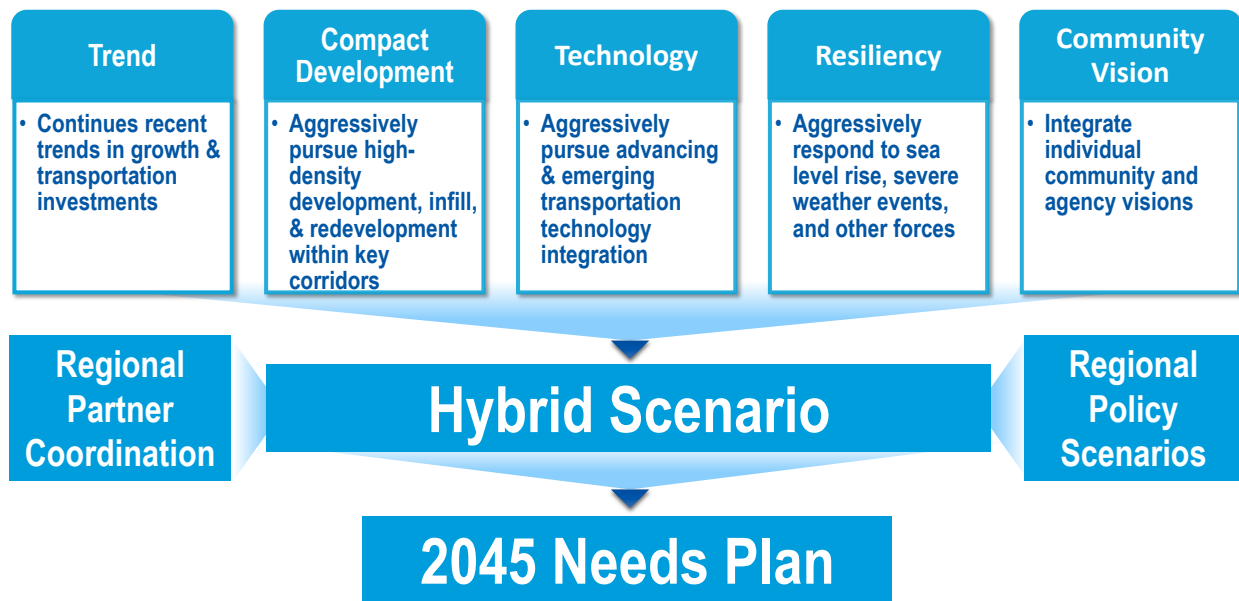 Trend
• Continues recent
trends in growth &
transportation
investments
Compact
Development
• Aggressively
pursue high-
density
development, infill,
& redevelopment
within key
corridors
Technology
• Aggressively
pursue advancing
& emerging
transportation
technology
integration
Resiliency
• Aggressively
respond to sea
level rise, severe
weather events,
and other forces
Community
Vision
• Integrate
individual
community and
agency visions
Regional
Partner
Coordination
Hybrid Scenario
Regional
Policy
Scenarios
2045 Needs Plan